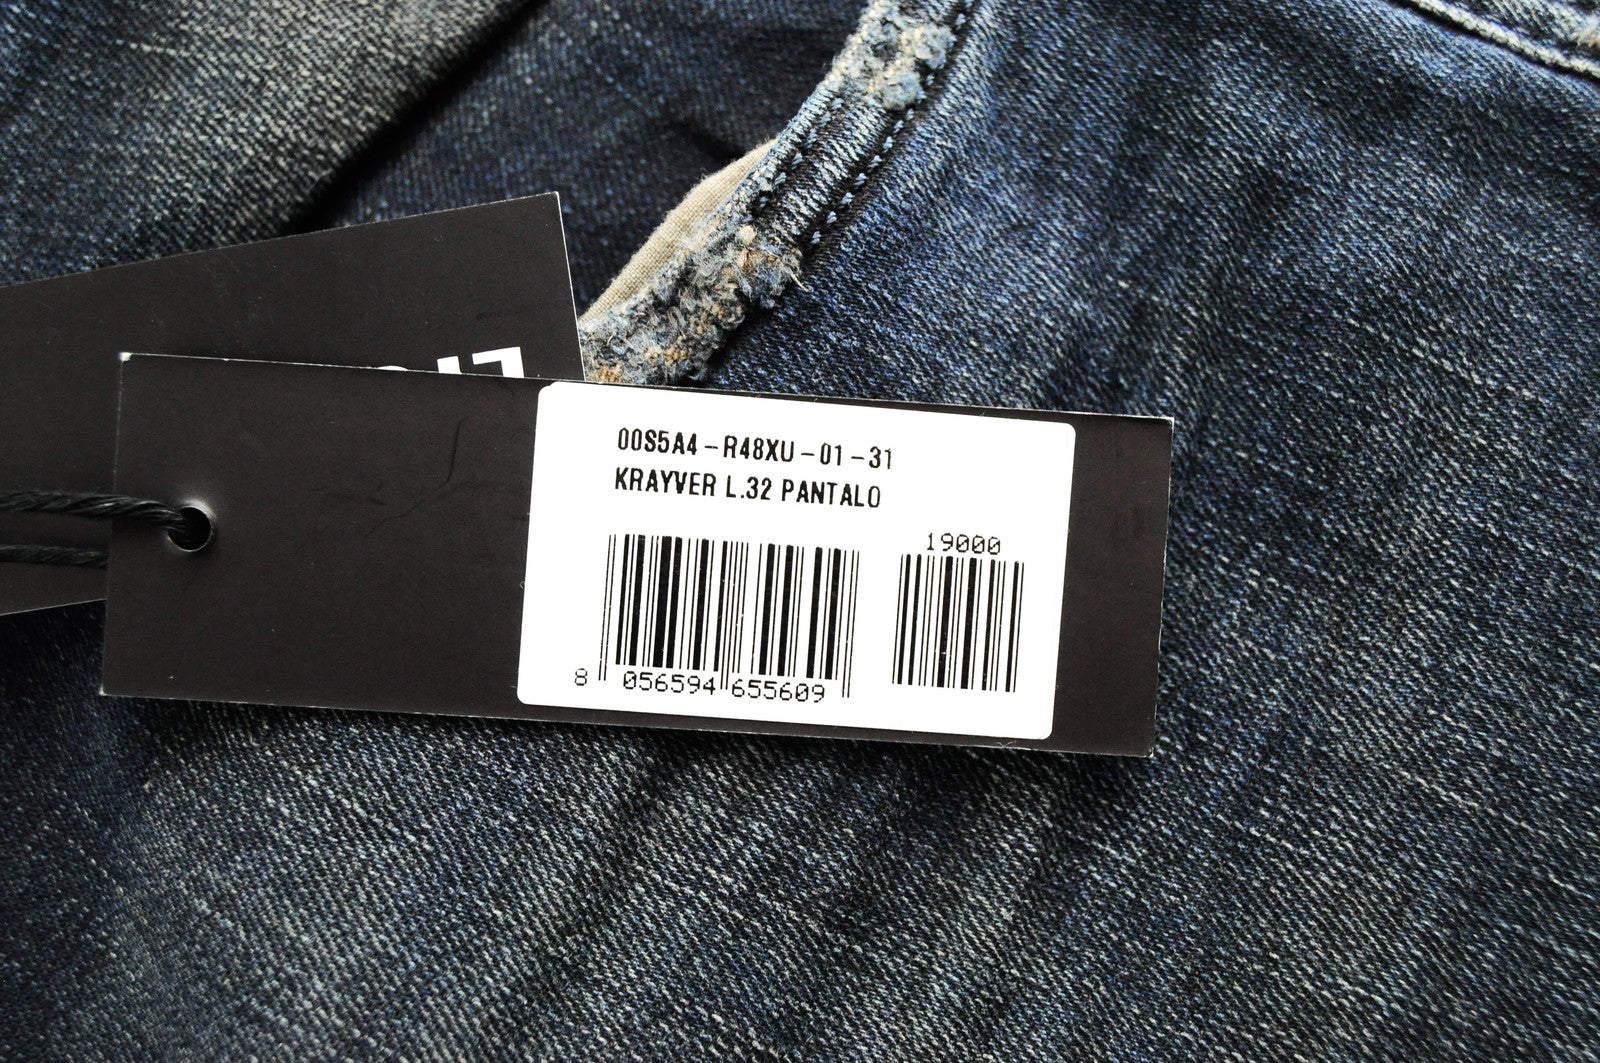 00S5A4-R48XU-01-31
KRAYVER L.32 PANTALO
19000
8 056594 655609